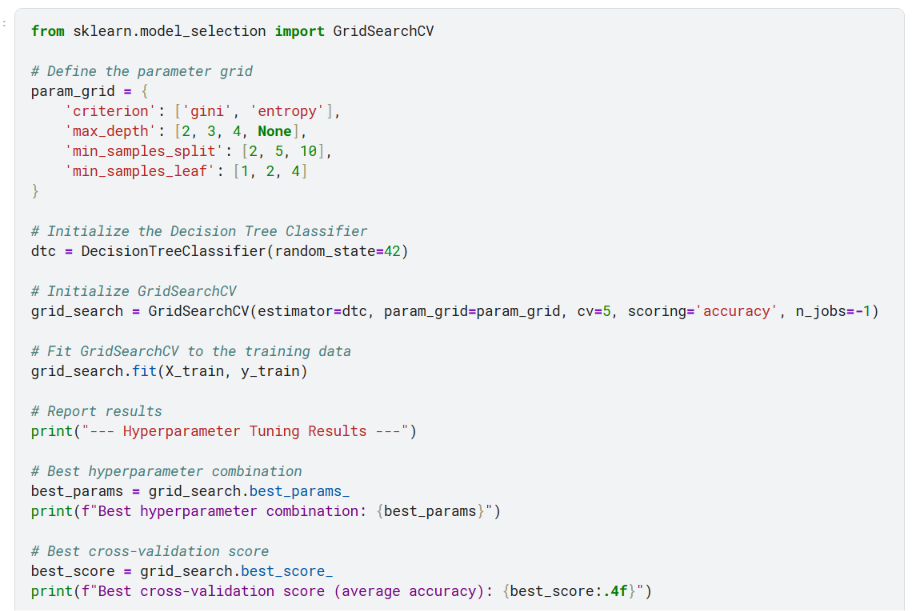 from sklearn.model_selection import GridSearchCV
# Define the parameter grid
param_grid = {
    'criterion': ['gini', 'entropy'],
    'max_depth': [2, 3, 4, None],
    'min_samples_split': [2, 5, 10],
    'min_samples_leaf': [1, 2, 4]
}
# Initialize the Decision Tree Classifier
dtc = DecisionTreeClassifier(random_state=42)
# Initialize GridSearchCV
grid_search = GridSearchCV(estimator=dtc, param_grid=param_grid, cv=5, scoring='accuracy', n_jobs=-1)
# Fit GridSearchCV to the training data
grid_search.fit(X_train, y_train)
# Report results
print("--- Hyperparameter Tuning Results ---")
# Best hyperparameter combination
best_params = grid_search.best_params_
print(f"Best hyperparameter combination: {best_params}")
# Best cross-validation score
best_score = grid_search.best_score_
print(f"Best cross-validation score (average accuracy): {best_score:.4f}")